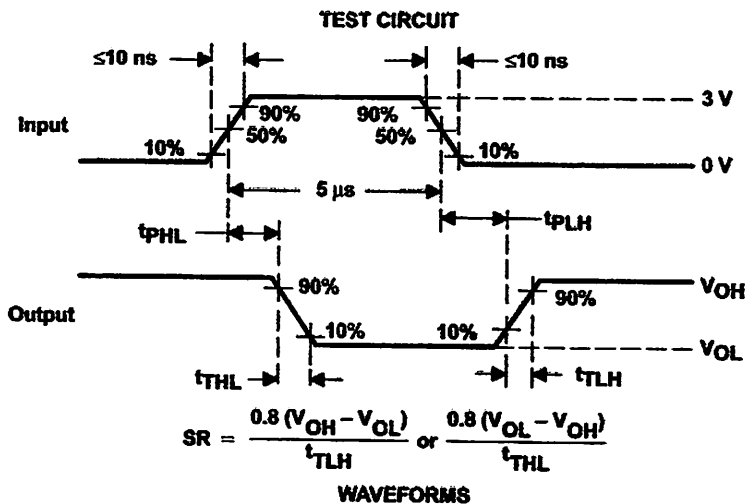 TEST CIRCUIT
≤10 ns
≤10 ns
3 V
90%
90%
Input
50%
50%
10%
10%
0 V
5 μs
tPHL
tPLH
VOH
90%
90%
Output
10%
10%
VOL
tTHL
tTLH
SR = 0.8 (VOH – VOL) / tTLH or 0.8 (VOL – VOH) / tTHL
WAVEFORMS